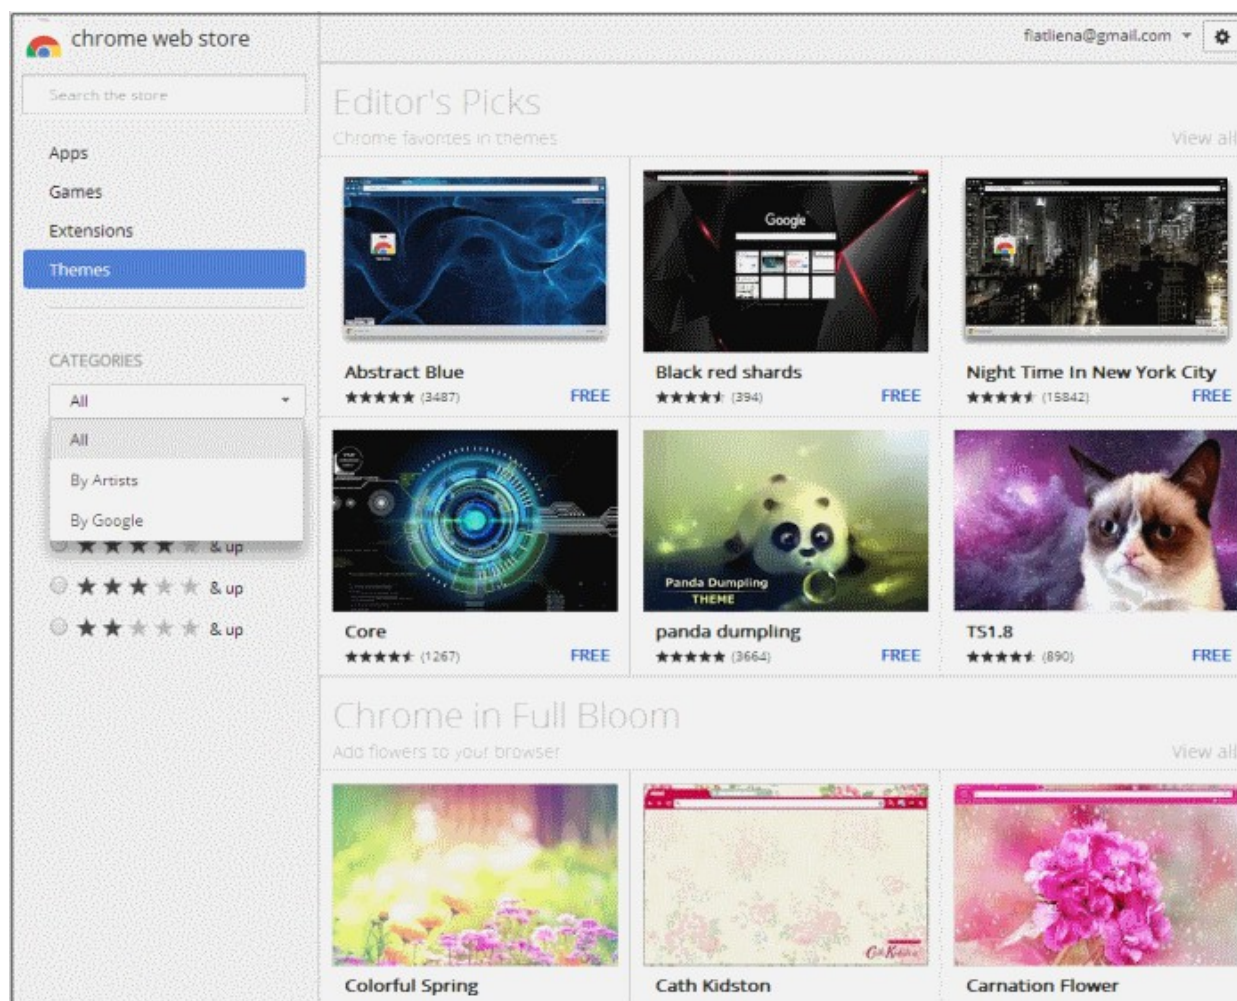 chrome web store
flatliena@gmail.com
Search the store
Apps
Games
Extensions
Themes
CATEGORIES
All
All
By Artists
By Google
& up
& up
& up
Editor's Picks
Chrome favorites in themes
View all
Abstract Blue
(3487)
FREE
Google
Black red shards
(394)
FREE
Night Time In New York City
(15842)
FREE
Core
(1267)
FREE
Panda Dumpling
THEME
panda dumpling
(3664)
FREE
TS1.8
(890)
FREE
Chrome in Full Bloom
Add flowers to your browser
View all
Colorful Spring
Cath Kidston
Cath Kidston
Carnation Flower